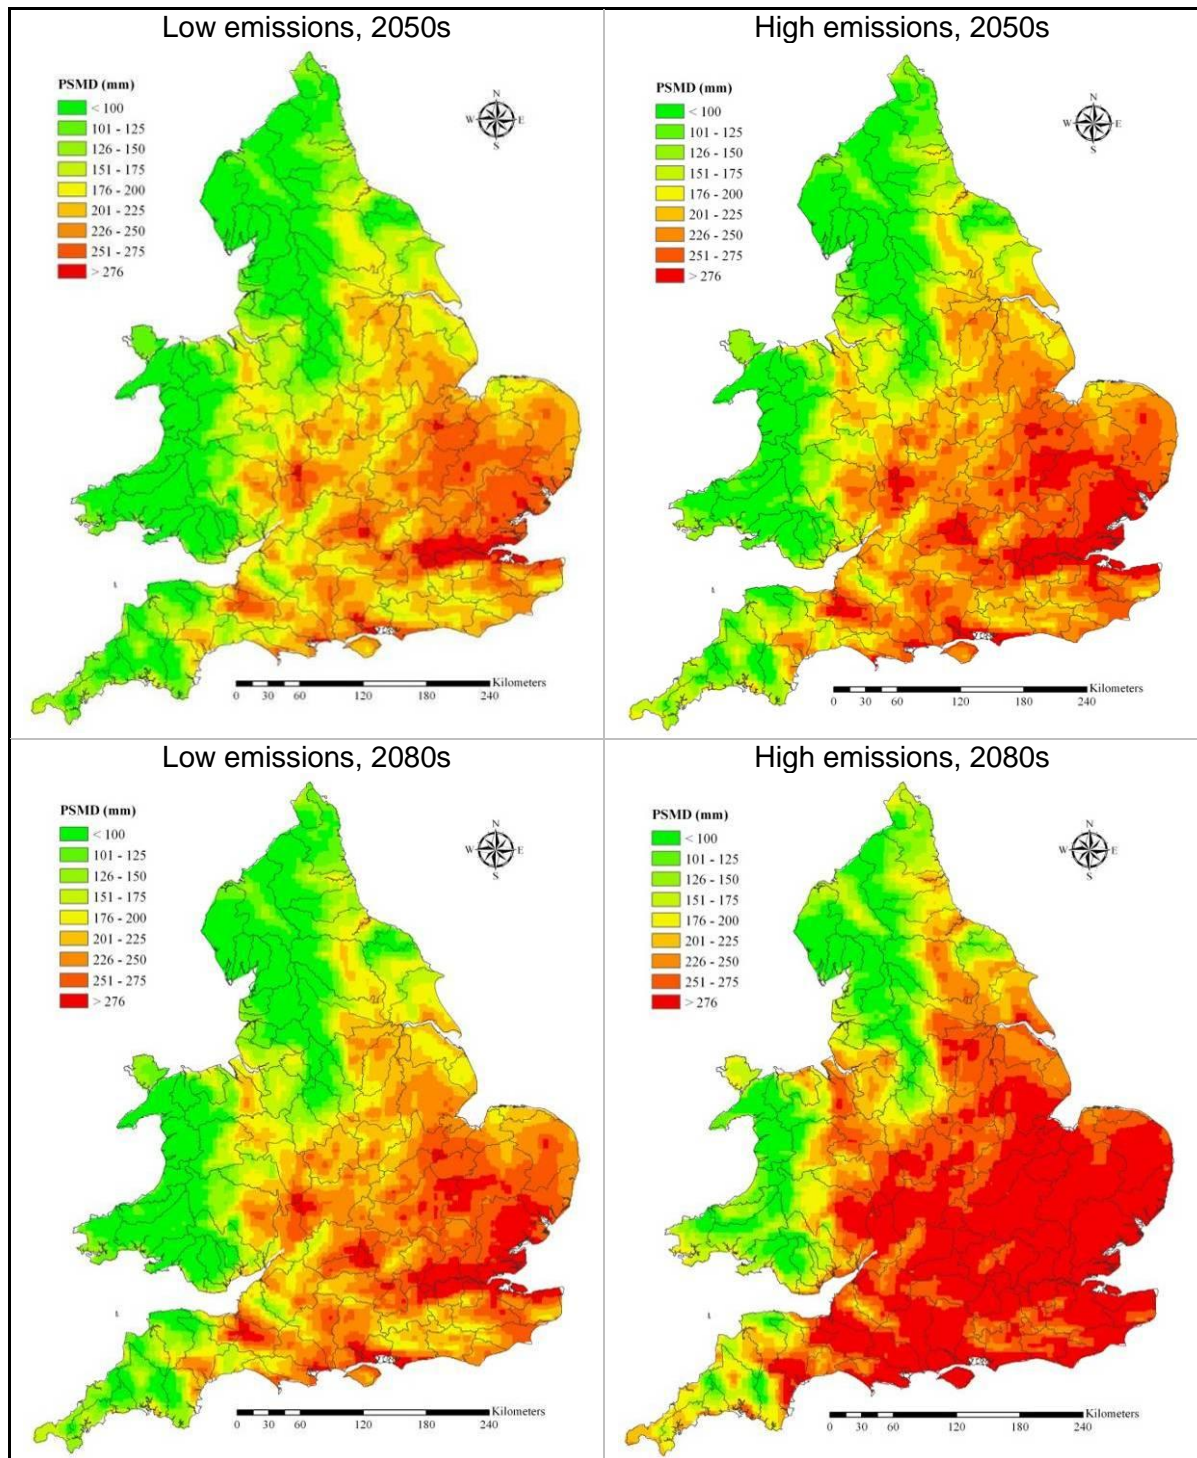 Low emissions, 2050s
PSMD (mm)
< 100
101 - 125
126 - 150
151 - 175
176 - 200
201 - 225
226 - 250
251 - 275
> 276
N
W E
S
Kilometers
0 30 60 120 180 240
High emissions, 2050s
PSMD (mm)
< 100
101 - 125
126 - 150
151 - 175
176 - 200
201 - 225
226 - 250
251 - 275
> 276
N
W E
S
Kilometers
0 30 60 120 180 240
Low emissions, 2080s
PSMD (mm)
< 100
101 - 125
126 - 150
151 - 175
176 - 200
201 - 225
226 - 250
251 - 275
> 276
N
W E
S
Kilometers
0 30 60 120 180 240
High emissions, 2080s
PSMD (mm)
< 100
101 - 125
126 - 150
151 - 175
176 - 200
201 - 225
226 - 250
251 - 275
> 276
N
W E
S
Kilometers
0 30 60 120 180 240